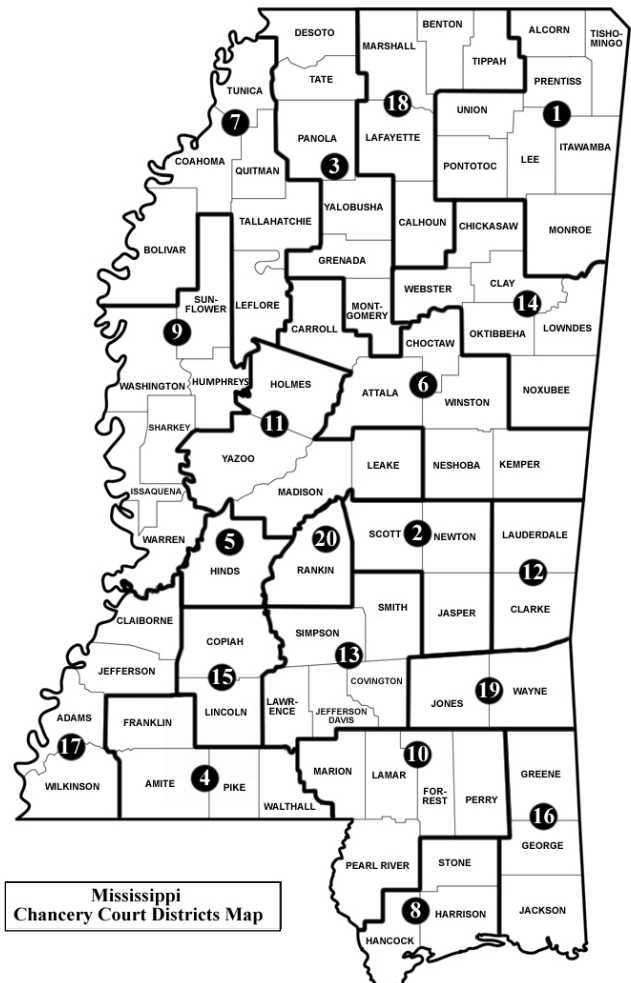 DESOTO
BENTON
ALCORN
TISHO-
MINGO
MARSHALL
TIPPAH
TATE
PRENTISS
TUNICA
18
UNION
1
7
PANOLA
LAFAYETTE
ITAWAMBA
COAHOMA
QUITMAN
3
PONTOTOC
LEE
YALOBUSHA
TALLAHATCHIE
CALHOUN
CHICKASAW
MONROE
BOLIVAR
GRENADA
CLAY
WEBSTER
SUN-
FLOWER
LEFLORE
MONT-
GOMERY
14
CARROLL
LOWNDES
9
CHOCTAW
OKTIBBEHA
HUMPHREYS
HOLMES
6
WASHINGTON
ATTALA
WINSTON
NOXUBEE
SHARKEY
11
YAZOO
LEAKE
NESHOBA
KEMPER
ISSAQUENA
MADISON
WARREN
5
20
SCOTT
2
NEWTON
LAUDERDALE
HINDS
RANKIN
12
CLAIBORNE
SMITH
JASPER
CLARKE
COPIAH
SIMPSON
13
JEFFERSON
15
COVINGTON
19
WAYNE
JONES
ADAMS
FRANKLIN
LINCOLN
LAWR-
ENCE
JEFFERSON
DAVIS
17
10
WILKINSON
AMITE
4
PIKE
MARION
LAMAR
FOR-
REST
PERRY
GREENE
WALTHALL
16
GEORGE
PEARL RIVER
STONE
8
HARRISON
JACKSON
HANCOCK
Mississippi
Chancery Court Districts Map